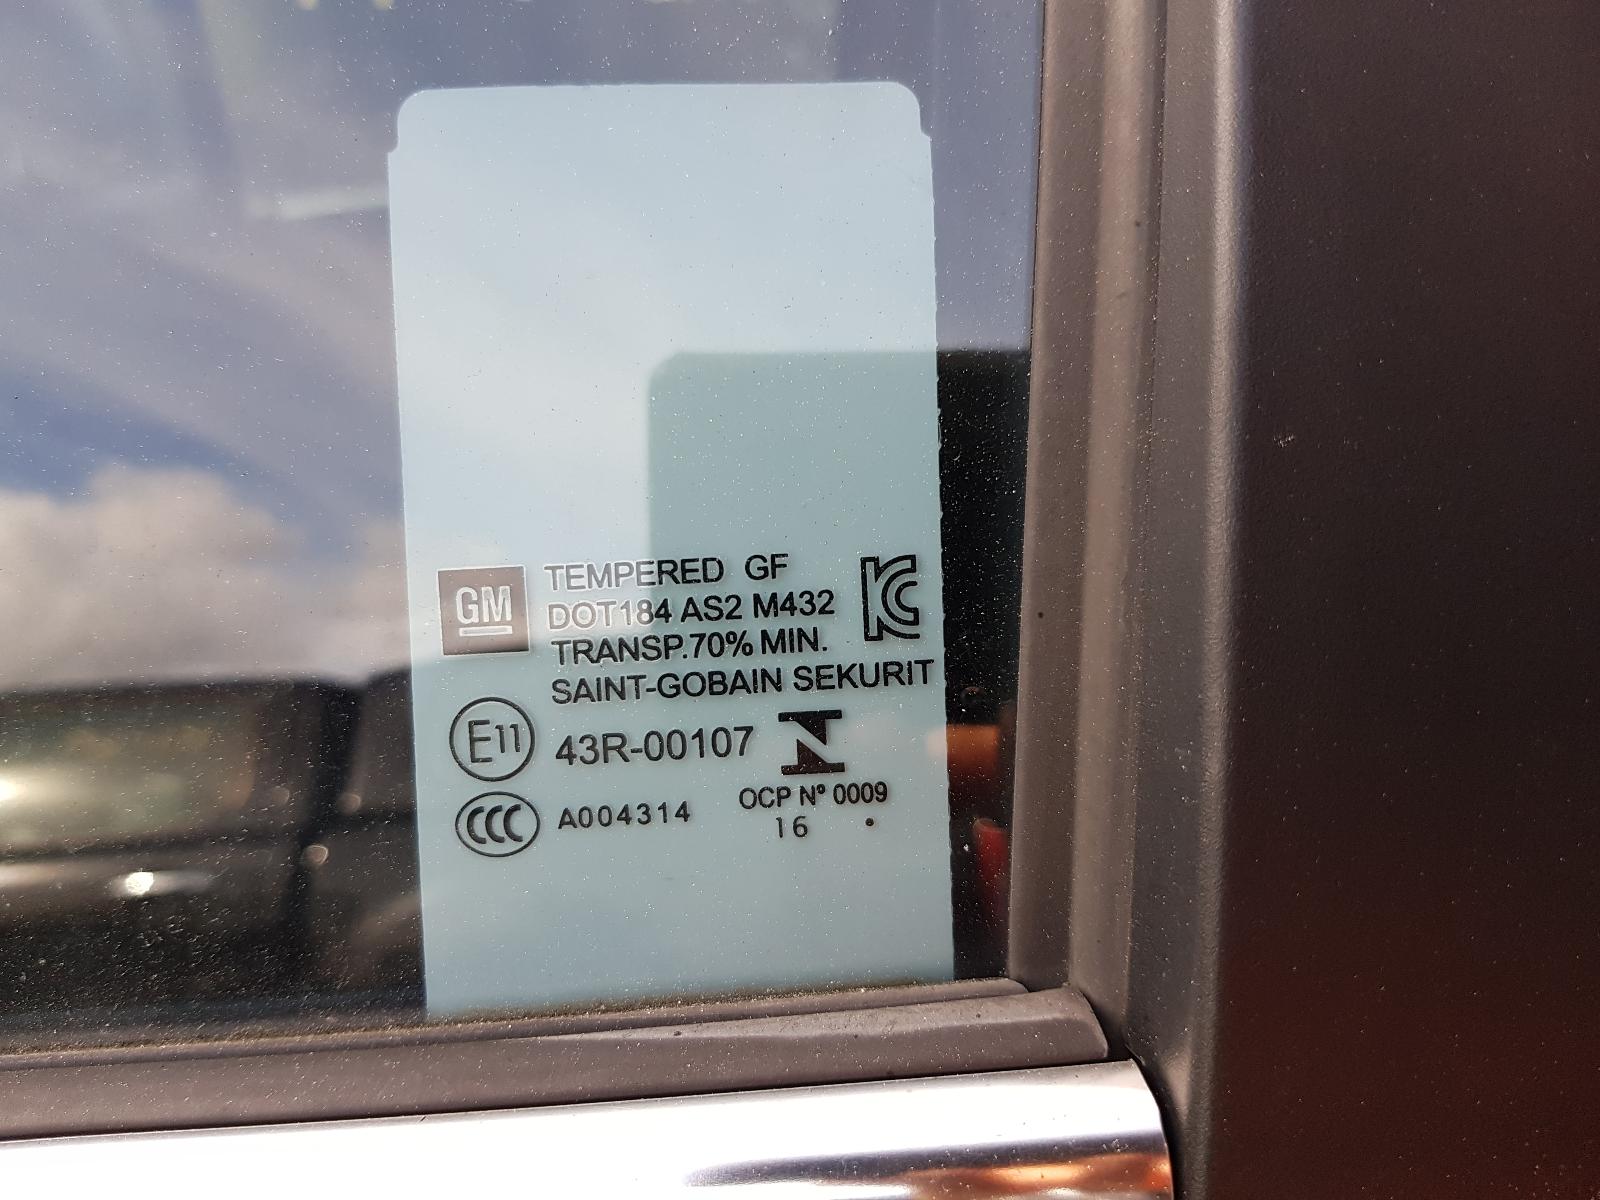 GM
TEMPERED GF
DOT184 AS2 M432
TRANSP.70% MIN.
SAINT-GOBAIN SEKURIT
KC
E11 43R-00107
N
CCC A004314
OCP Nº 0009
16 .